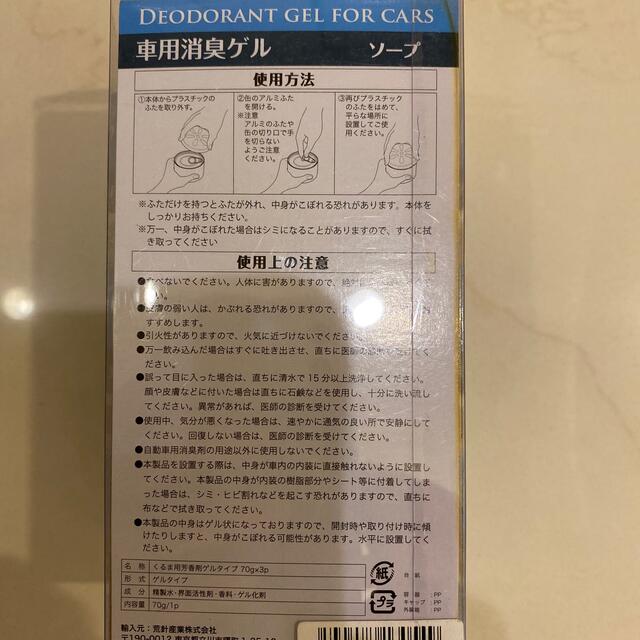 DEODORANT GEL FOR CARS
車用消臭ゲル ソープ
使用方法
①本体からプラスチックの
ふたを取り外す。
②缶のアルミふた
を開ける。
※注意
アルミのふたや
缶の切り口で手
を切らない
ようご注意
ください。
③再びプラスチック
のふたをはめて、
平らな場所に
設置してご使
用ください。
※ふただけを持つとふたが外れ、中身がこぼれる恐れがあります。本体を
しっかりお持ちください。
※万一、中身がこぼれた場合はシミになることがありますので、すぐに拭
き取ってください
使用上の注意
●食べないでください。人体に害がありますので、絶対に
い。
●皮膚の弱い人は、かぶれる恐れがありますので、
すすめします。
●引火性がありますので、火気に近づけないでください。
●万一飲み込んだ場合はすぐに吐き出させ、直ちに医師の
い。
●誤って目に入った場合は、直ちに清水で15分以上洗浄してください。
顔や皮膚などに付いた場合は直ちに石鹸などを使用し、十分に洗い流し
てください。異常があれば、医師の診断を受けてください。
●使用中、気分が悪くなった場合は、速やかに通気の良い所で安静にして
ください。回復しない場合は、医師の診断を受けてください。
●自動車用消臭剤の用途以外に使用しないでください。
●本製品を設置する際は、中身が車内の内装に直接触れないように設置し
てください。本製品の中身が内装の樹脂部分やシート等に付着してしま
った場合は、シミ・ヒビ割れなどを起こす恐れがありますので、直ちに
布などで拭き取ってください。
●本製品の中身はゲル状になっておりますので、開封時や取り付け時に傾
けたりしますと、中身がこぼれる可能性があります。水平に設置してく
ださい。
名称 くるま用芳香剤ゲルタイプ 70g×3p
形式 ゲルタイプ
成分 精製水・界面活性剤・香料・ゲル化剤
内容量 70g/1p
紙 台紙
プラ 容器:PP
キャップ:PP
外装箱:PP
輸入元:荒針産業株式会社